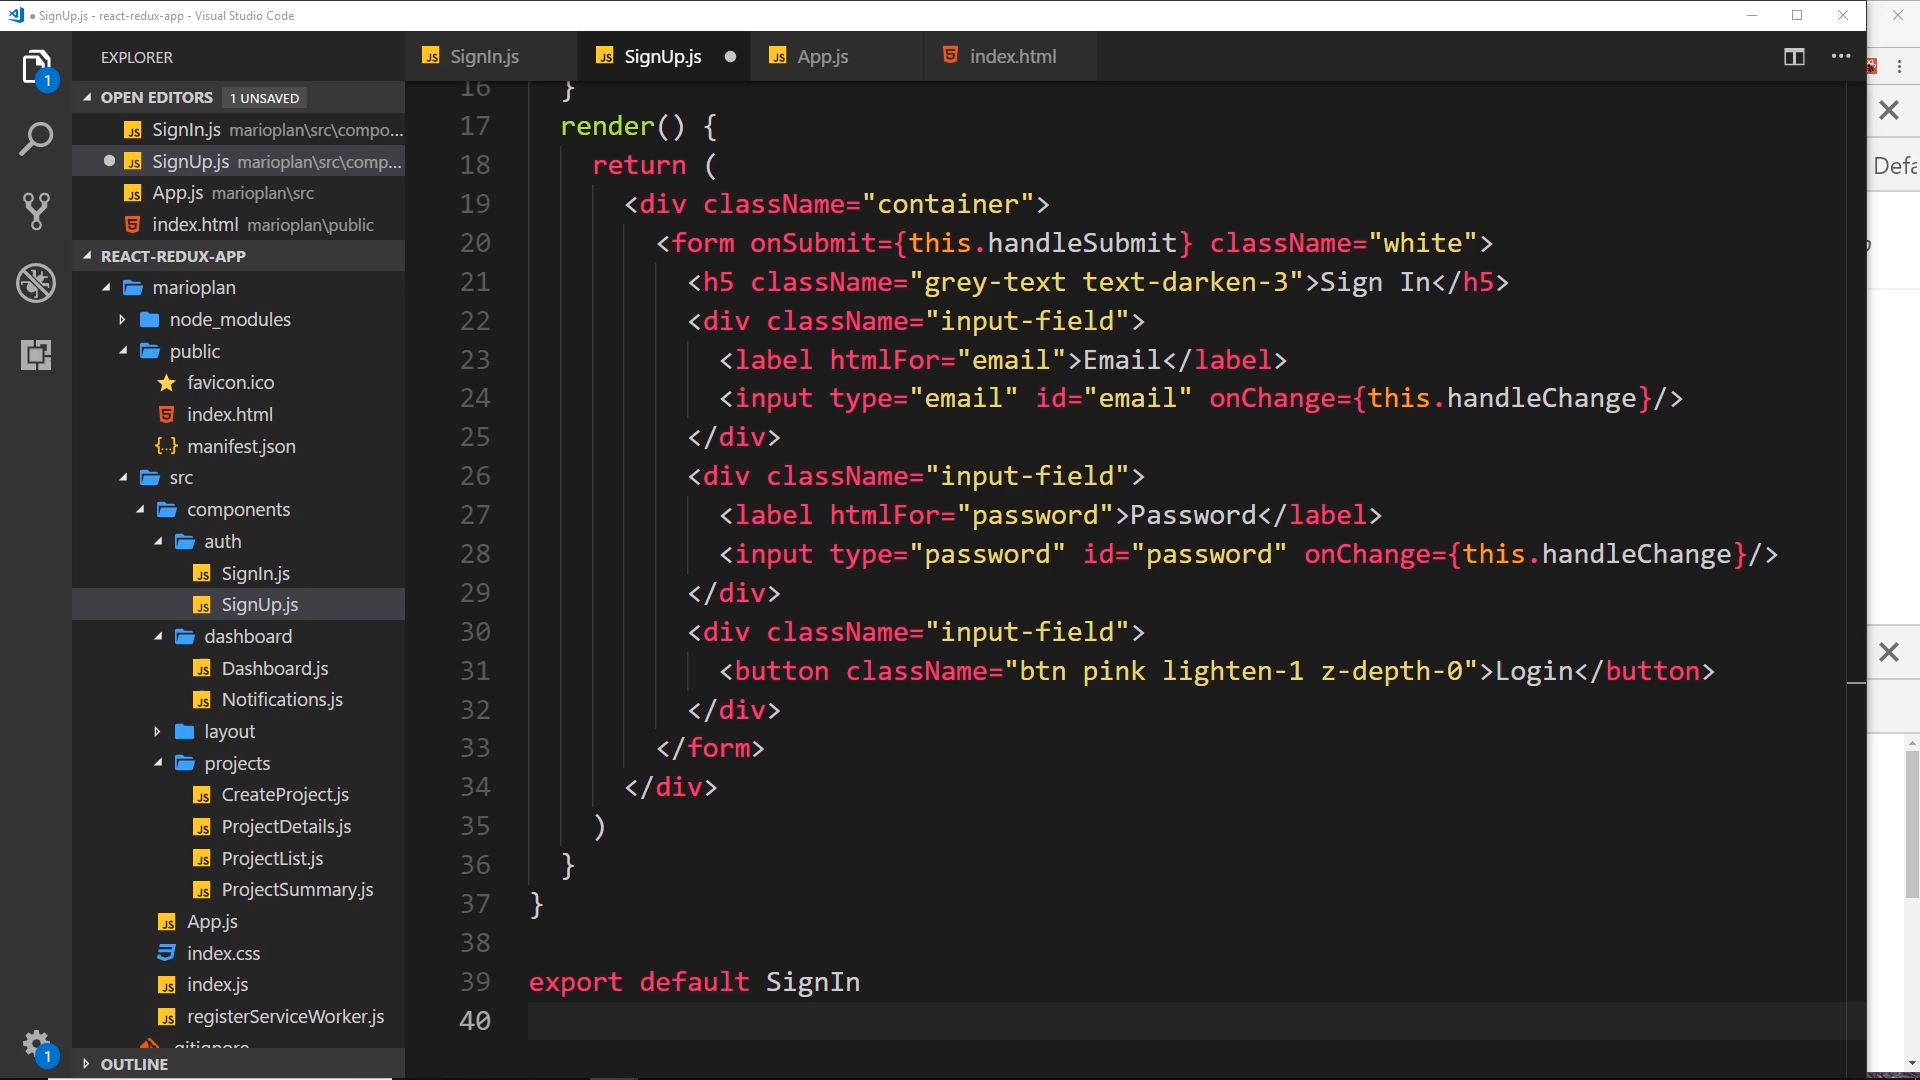 SignUp.js - react-redux-app - Visual Studio Code
EXPLORER
SignIn.js
SignUp.js
App.js
index.html
1
OPEN EDITORS 1 UNSAVED
SignIn.js marioplan\src\compo...
SignUp.js marioplan\src\comp...
App.js marioplan\src
index.html marioplan\public
REACT-REDUX-APP
marioplan
node_modules
public
favicon.ico
index.html
manifest.json
src
components
auth
SignIn.js
SignUp.js
dashboard
Dashboard.js
Notifications.js
layout
projects
CreateProject.js
ProjectDetails.js
ProjectList.js
ProjectSummary.js
App.js
index.css
index.js
registerServiceWorker.js
.gitignore
OUTLINE
1
16 }
17 render() {
18 return (
19 <div className="container">
20 <form onSubmit={this.handleSubmit} className="white">
21 <h5 className="grey-text text-darken-3">Sign In</h5>
22 <div className="input-field">
23 <label htmlFor="email">Email</label>
24 <input type="email" id="email" onChange={this.handleChange}/>
25 </div>
26 <div className="input-field">
27 <label htmlFor="password">Password</label>
28 <input type="password" id="password" onChange={this.handleChange}/>
29 </div>
30 <div className="input-field">
31 <button className="btn pink lighten-1 z-depth-0">Login</button>
32 </div>
33 </form>
34 </div>
35 )
36 }
37 }
38
39 export default SignIn
40